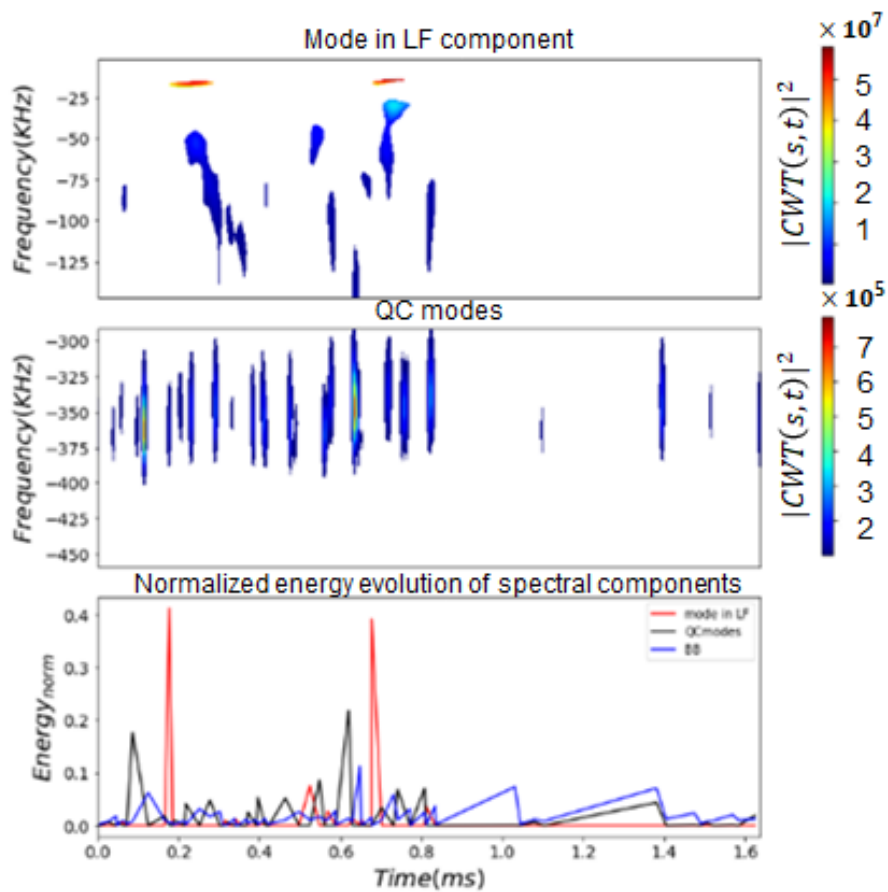 Mode in LF component
× 10⁷
Frequency(KHz)
−25
−50
−75
−100
−125
5
4
3
2
1
|CWT(s,t)|²
QC modes
× 10⁵
Frequency(KHz)
−300
−325
−350
−375
−400
−425
−450
7
6
5
4
3
2
|CWT(s,t)|²
Normalized energy evolution of spectral components
Energy_norm
0.4
0.3
0.2
0.1
0.0
mode in LF
QCmodes
BB
0.0 0.2 0.4 0.6 0.8 1.0 1.2 1.4 1.6
Time(ms)